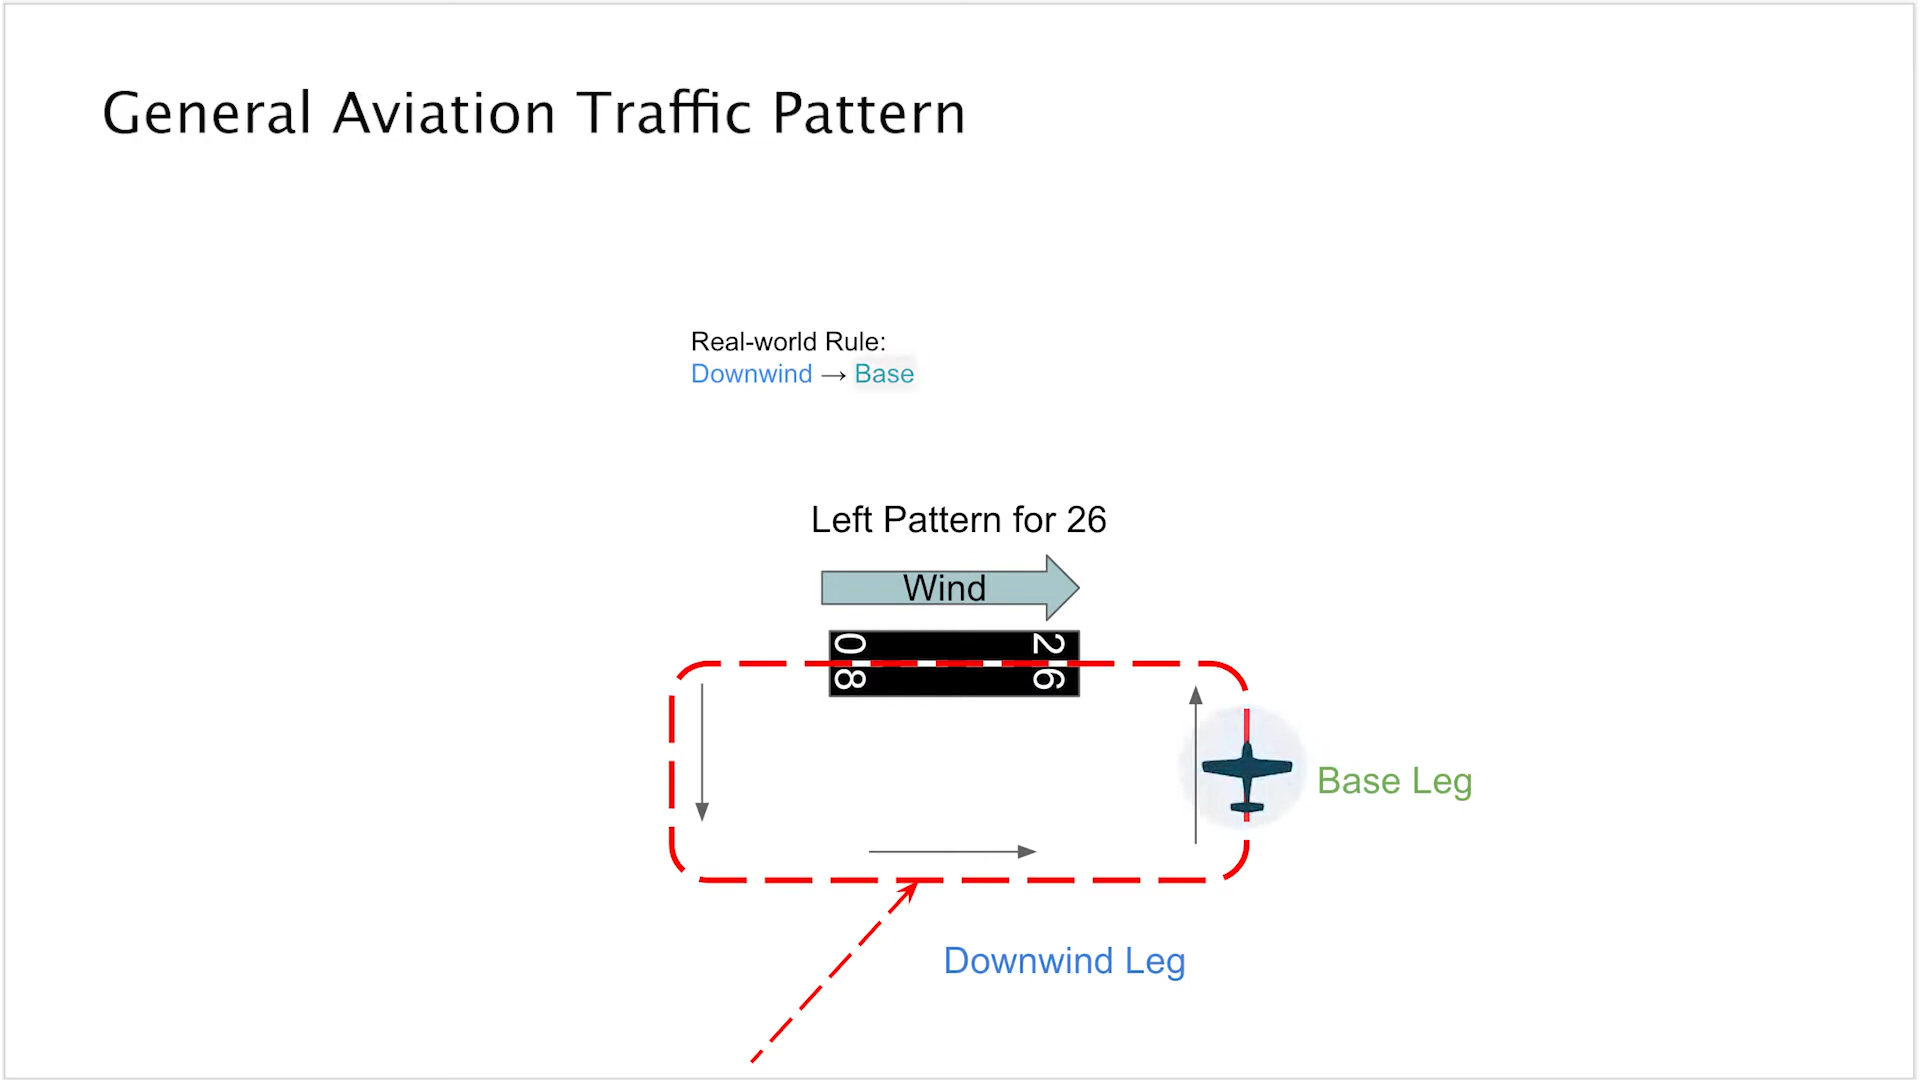 General Aviation Traffic Pattern
Real-world Rule:
Downwind → Base
Left Pattern for 26
Wind
08
26
Base Leg
Downwind Leg